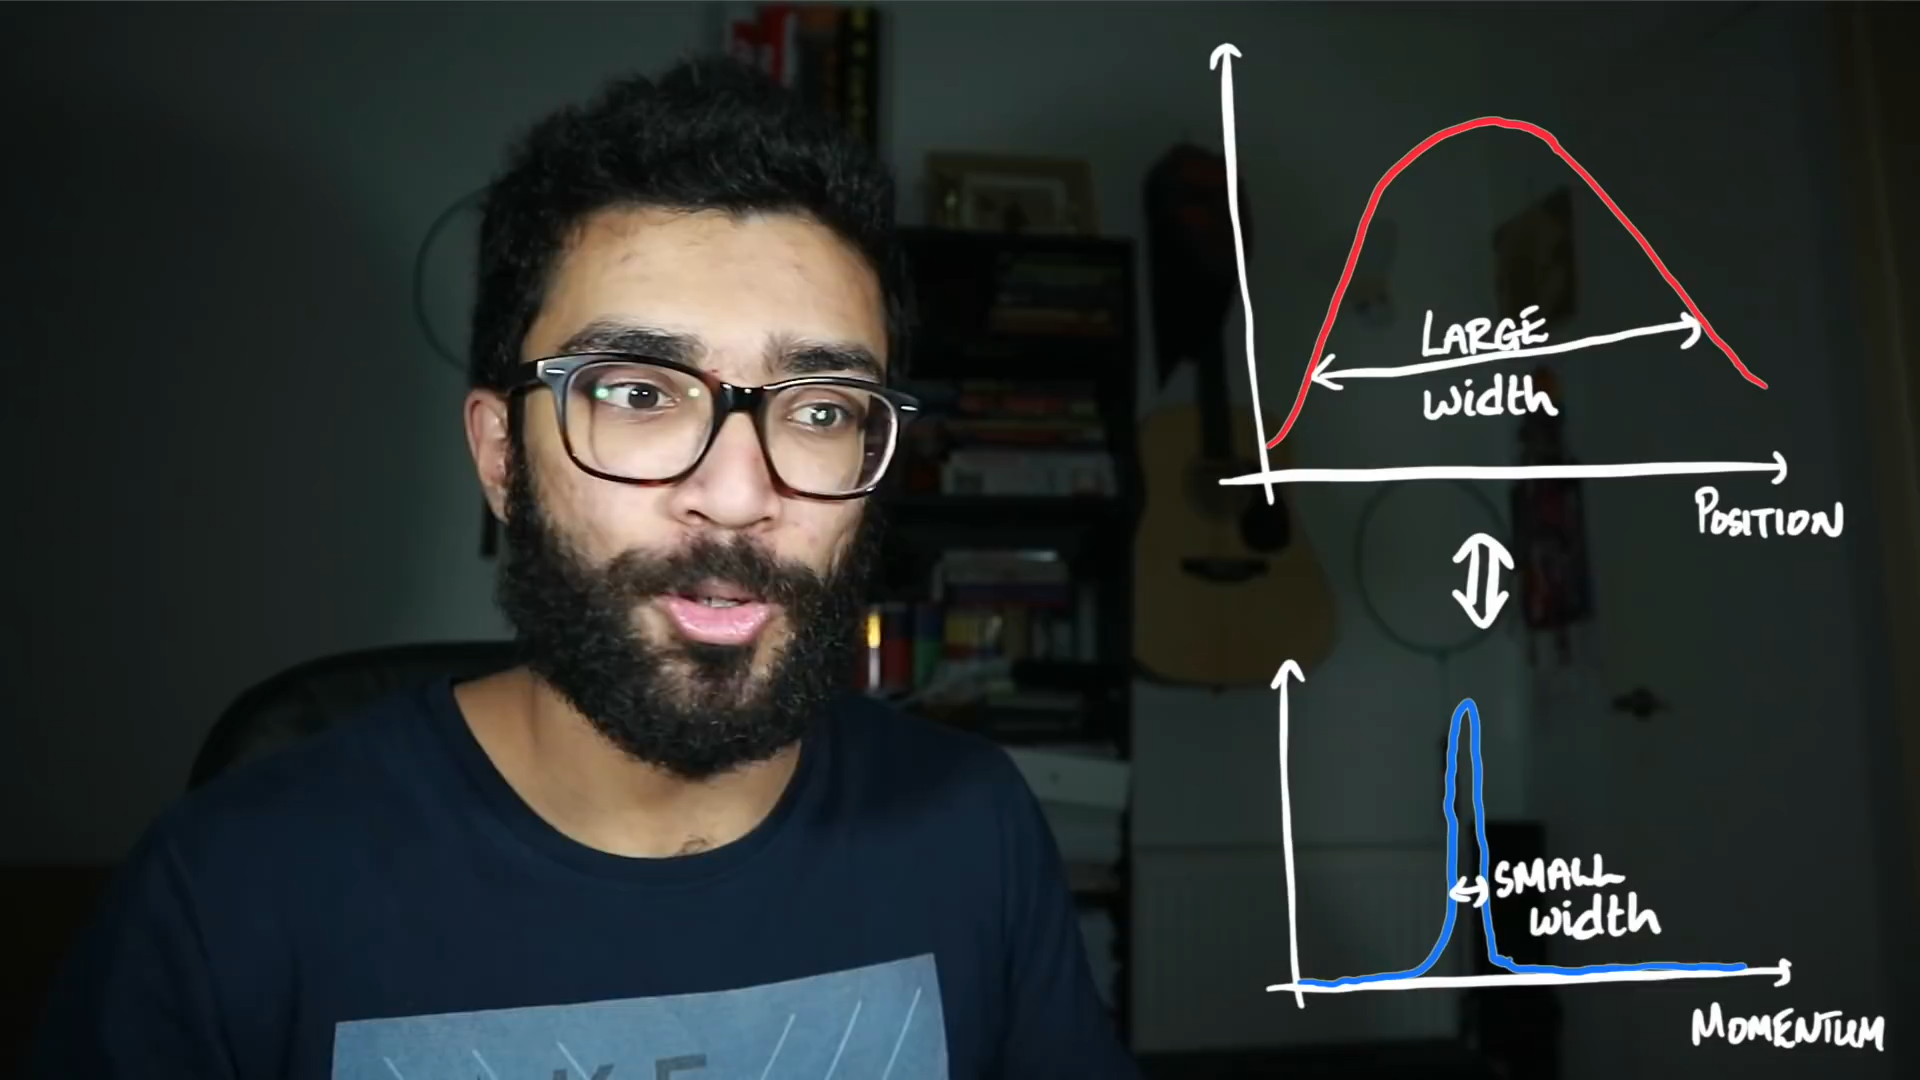 LARGE
width
POSITION
SMALL
width
MOMENTUM